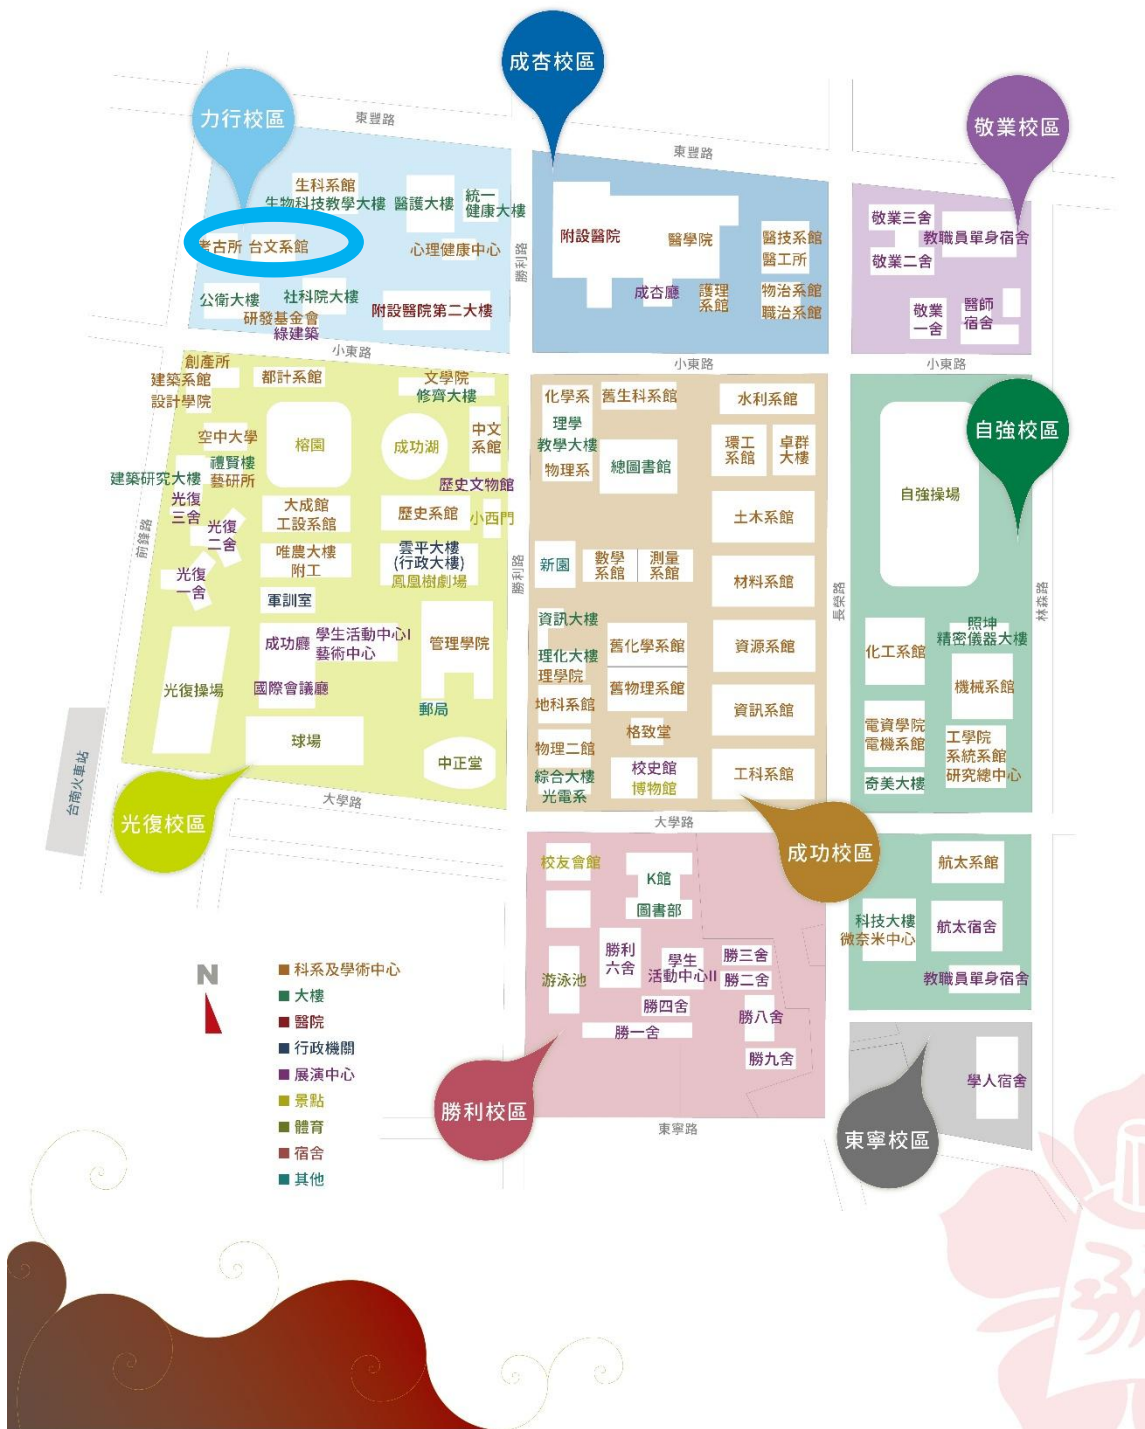 成杏校區
力行校區
敬業校區
東豐路
東豐路
生科系館
生物科技教學大樓
醫護大樓
統一
健康大樓
考古所
台文系館
心理健康中心
公衛大樓
社科院大樓
研發基金會
綠建築
附設醫院第二大樓
勝利路
附設醫院
醫學院
成杏廳
護理
系館
醫技系館
醫工所
物治系館
職治系館
敬業三舍
教職員單身宿舍
敬業二舍
敬業
一舍
醫師
宿舍
小東路
小東路
小東路
創產所
建築系館
設計學院
都計系館
文學院
修齊大樓
空中大學
榕園
成功湖
中文
系館
禮賢樓
建築研究大樓
藝研所
歷史文物館
光復
三舍
光復
二舍
大成館
工設系館
歷史系館
小西門
前鋒路
唯農大樓
附工
雲平大樓
(行政大樓)
鳳凰樹劇場
光復
一舍
軍訓室
成功廳
學生活動中心I
藝術中心
管理學院
光復操場
國際會議廳
郵局
球場
中正堂
台南火車站
大學路
光復校區
化學系
舊生科系館
水利系館
理學
教學大樓
物理系
總圖書館
環工
系館
卓群
大樓
土木系館
勝利路
新園
數學
系館
測量
系館
材料系館
資訊大樓
理化大樓
理學院
舊化學系館
資源系館
地科系館
舊物理系館
資訊系館
物理二館
格致堂
綜合大樓
光電系
校史館
博物館
工科系館
大學路
成功校區
長榮路
自強校區
自強操場
林森路
照坤
精密儀器大樓
化工系館
機械系館
電資學院
電機系館
工學院
系統系館
研究總中心
奇美大樓
航太系館
科技大樓
微奈米中心
航太宿舍
教職員單身宿舍
校友會館
K館
圖書部
游泳池
勝利
六舍
學生
活動中心II
勝三舍
勝二舍
勝四舍
勝八舍
勝一舍
勝九舍
勝利校區
東寧路
東寧校區
學人宿舍
N
科系及學術中心
大樓
醫院
行政機關
展演中心
景點
體育
宿舍
其他